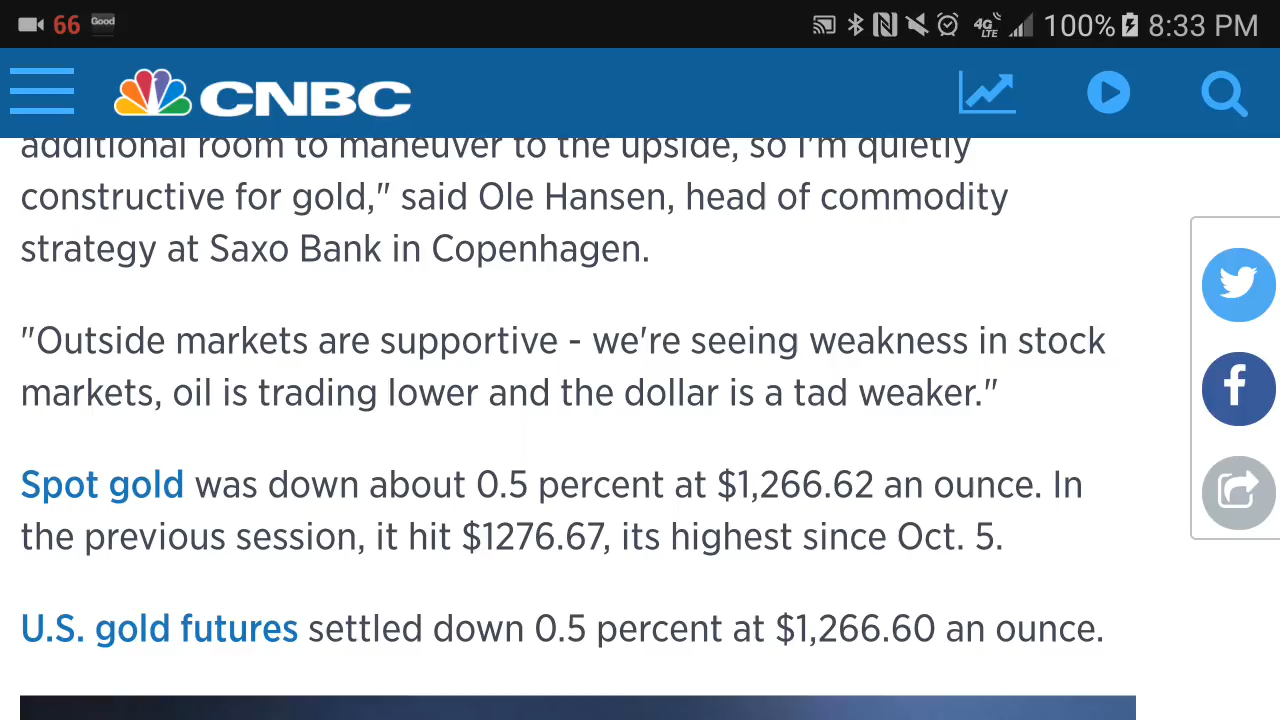 66 Good 4G LTE 100% 8:33 PM
CNBC
additional room to maneuver to the upside, so I'm quietly
constructive for gold," said Ole Hansen, head of commodity
strategy at Saxo Bank in Copenhagen.
"Outside markets are supportive - we're seeing weakness in stock
markets, oil is trading lower and the dollar is a tad weaker."
Spot gold was down about 0.5 percent at $1,266.62 an ounce. In
the previous session, it hit $1276.67, its highest since Oct. 5.
U.S. gold futures settled down 0.5 percent at $1,266.60 an ounce.